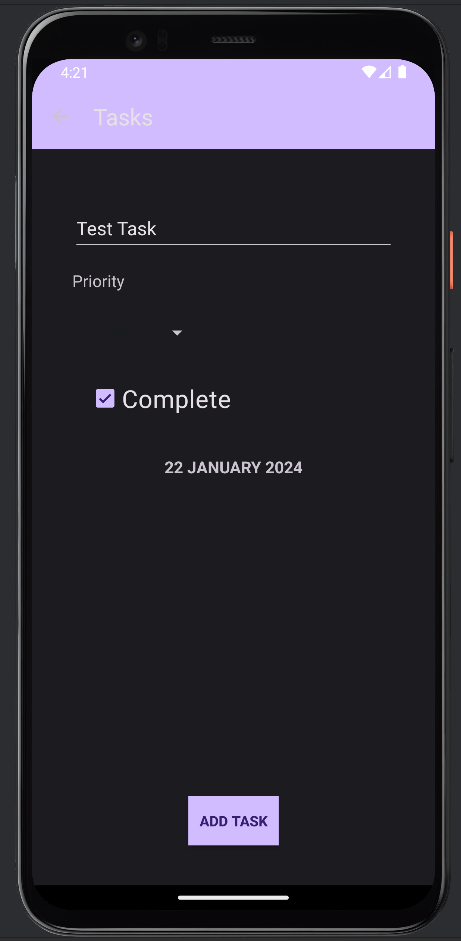 4:21
Tasks
Test Task
Priority
Complete
22 JANUARY 2024
ADD TASK